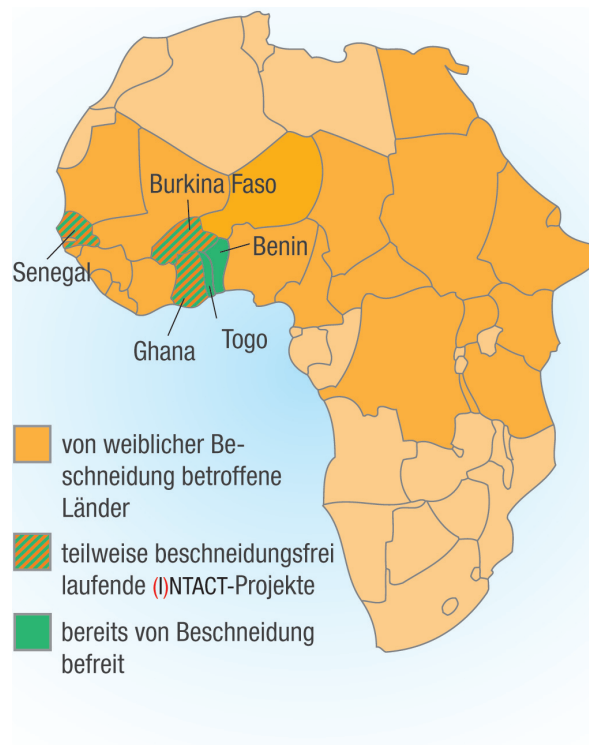 Burkina Faso
Benin
Senegal
Togo
Ghana
von weiblicher Be-
schneidung betroffene
Länder
teilweise beschneidungsfrei
laufende (I)NTACT-Projekte
bereits von Beschneidung
befreit